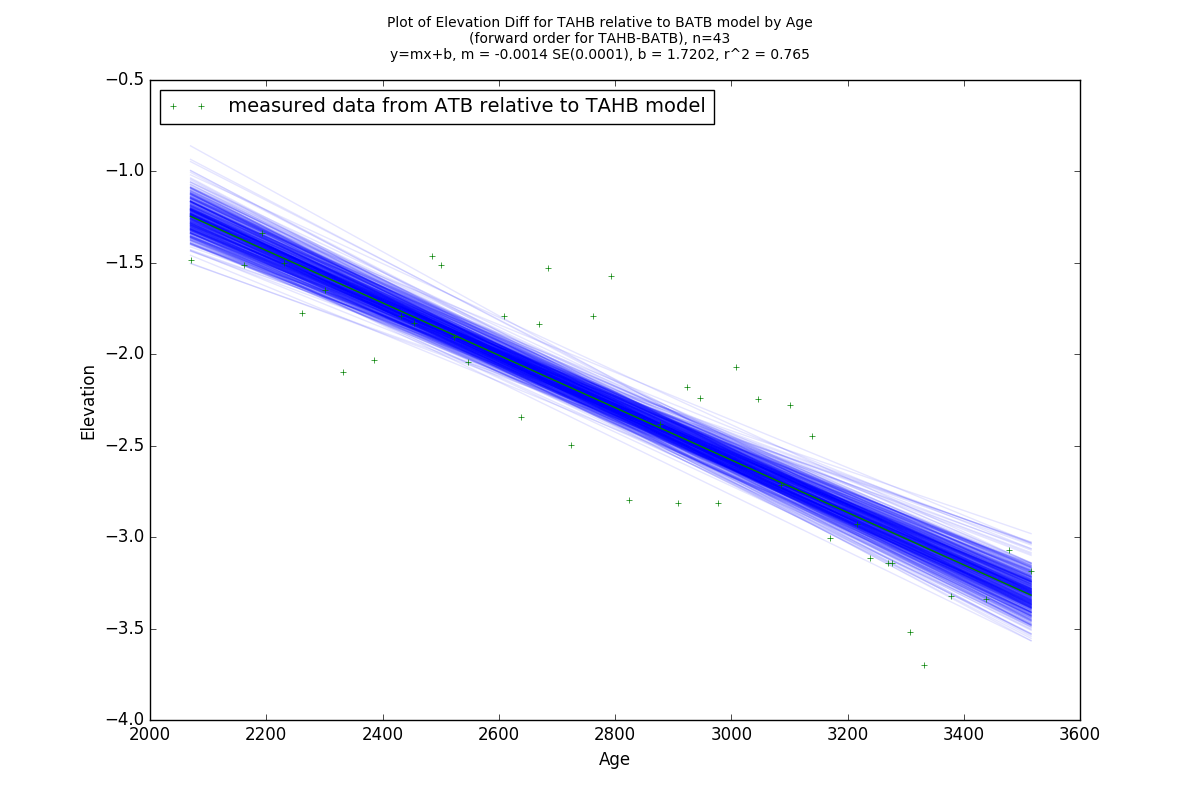 Plot of Elevation Diff for TAHB relative to BATB model by Age
(forward order for TAHB-BATB), n=43
y=mx+b, m = -0.0014 SE(0.0001), b = 1.7202, r^2 = 0.765
measured data from ATB relative to TAHB model
−0.5
−1.0
−1.5
−2.0
−2.5
−3.0
−3.5
−4.0
Elevation
2000 2200 2400 2600 2800 3000 3200 3400 3600
Age